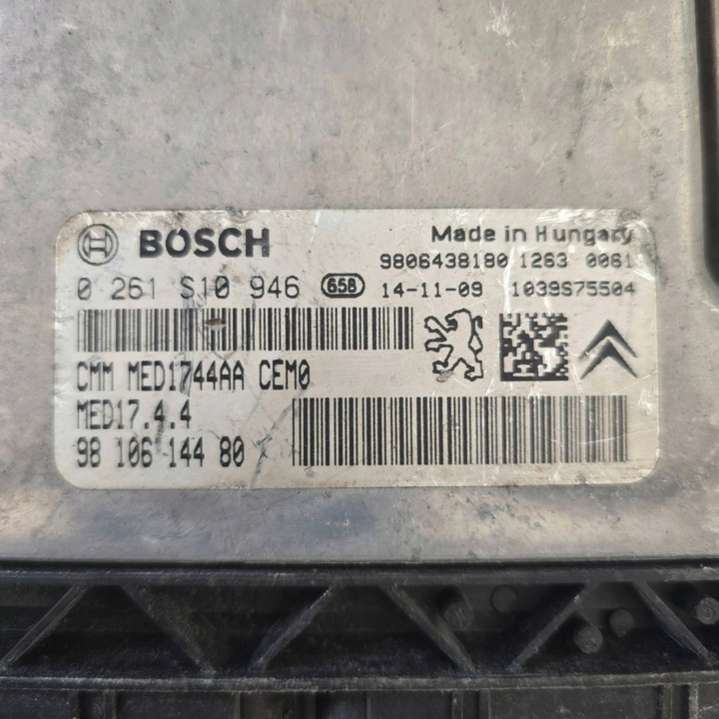 BOSCH
Made in Hungary
9806438180 1263 0061
0 261 S10 946 658 14-11-09 1039S75504
CMM MED1744AA CEM0
MED17.4.4
98 106 144 80